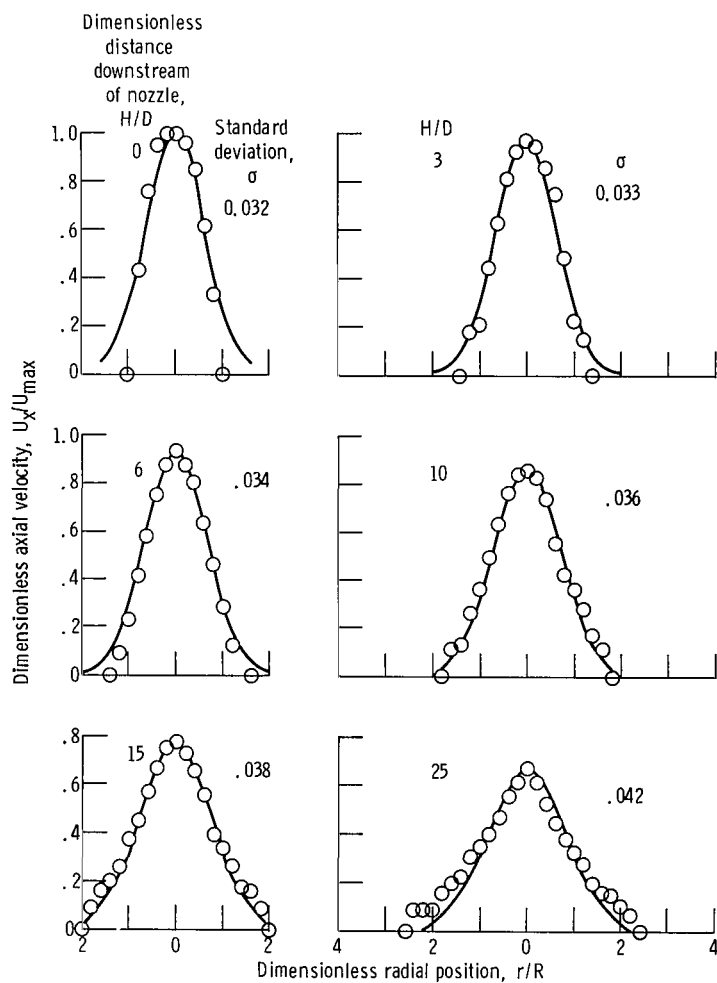 Dimensionless
distance
downstream
of nozzle,
H/D
Standard
deviation,
σ
0
0.032
1.0
.8
.6
.4
.2
0
H/D
3
σ
0.033
Dimensionless axial velocity, Ux/Umax
1.0
.8
.6
.4
.2
0
6
.034
10
.036
.8
.6
.4
.2
0
15
.038
25
.042
2 0 2
4 2 0 2 4
Dimensionless radial position, r/R